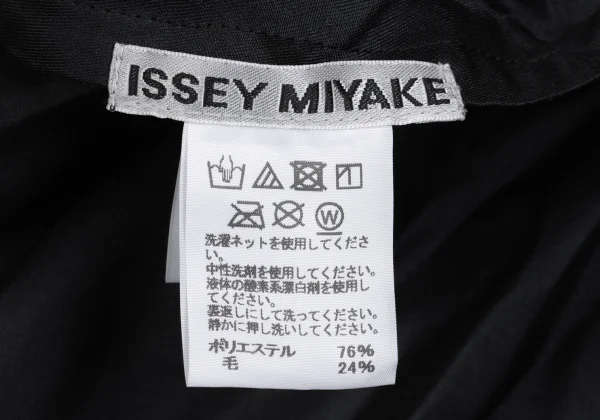 ISSEY MIYAKE
W
洗濯ネットを使用してくださ
い。
中性洗剤を使用してください。
液体の酸素系漂白剤を使用し
てください。
裏返しにして洗ってください。
静かに押し洗いしてください。
ポリエステル 76%
毛 24%